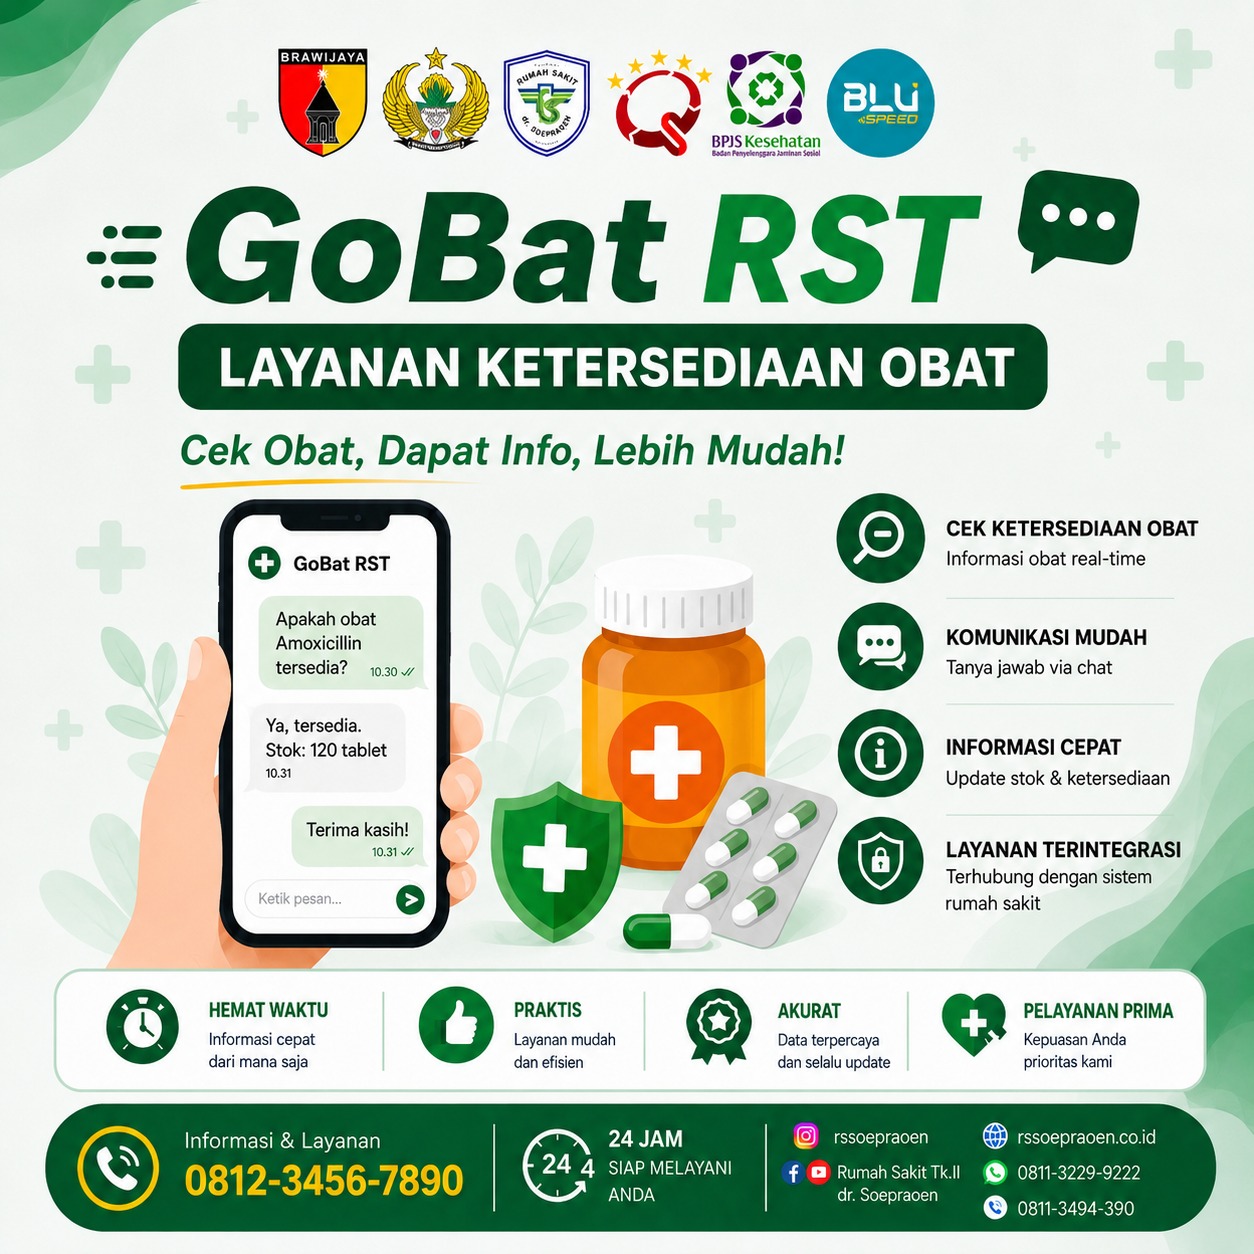 BRAWIJAYA
RUMAH SAKIT
dr. SOEPRAOEN
BPJS Kesehatan
Badan Penyelenggara Jaminan Sosial
BLU
SPEED
GoBat RST
LAYANAN KETERSEDIAAN OBAT
Cek Obat, Dapat Info, Lebih Mudah!
GoBat RST
Apakah obat
Amoxicillin
tersedia?
10.30
Ya, tersedia.
Stok: 120 tablet
10.31
Terima kasih!
10.31
Ketik pesan...
CEK KETERSEDIAAN OBAT
Informasi obat real-time
KOMUNIKASI MUDAH
Tanya jawab via chat
INFORMASI CEPAT
Update stok & ketersediaan
LAYANAN TERINTEGRASI
Terhubung dengan sistem
rumah sakit
HEMAT WAKTU
Informasi cepat
dari mana saja
PRAKTIS
Layanan mudah
dan efisien
AKURAT
Data terpercaya
dan selalu update
PELAYANAN PRIMA
Kepuasan Anda
prioritas kami
Informasi & Layanan
0812-3456-7890
24 4
24 JAM
SIAP MELAYANI
ANDA
rssoepraoen
Rumah Sakit Tk.II
dr. Soepraoen
rssoepraoen.co.id
0811-3229-9222
0811-3494-390